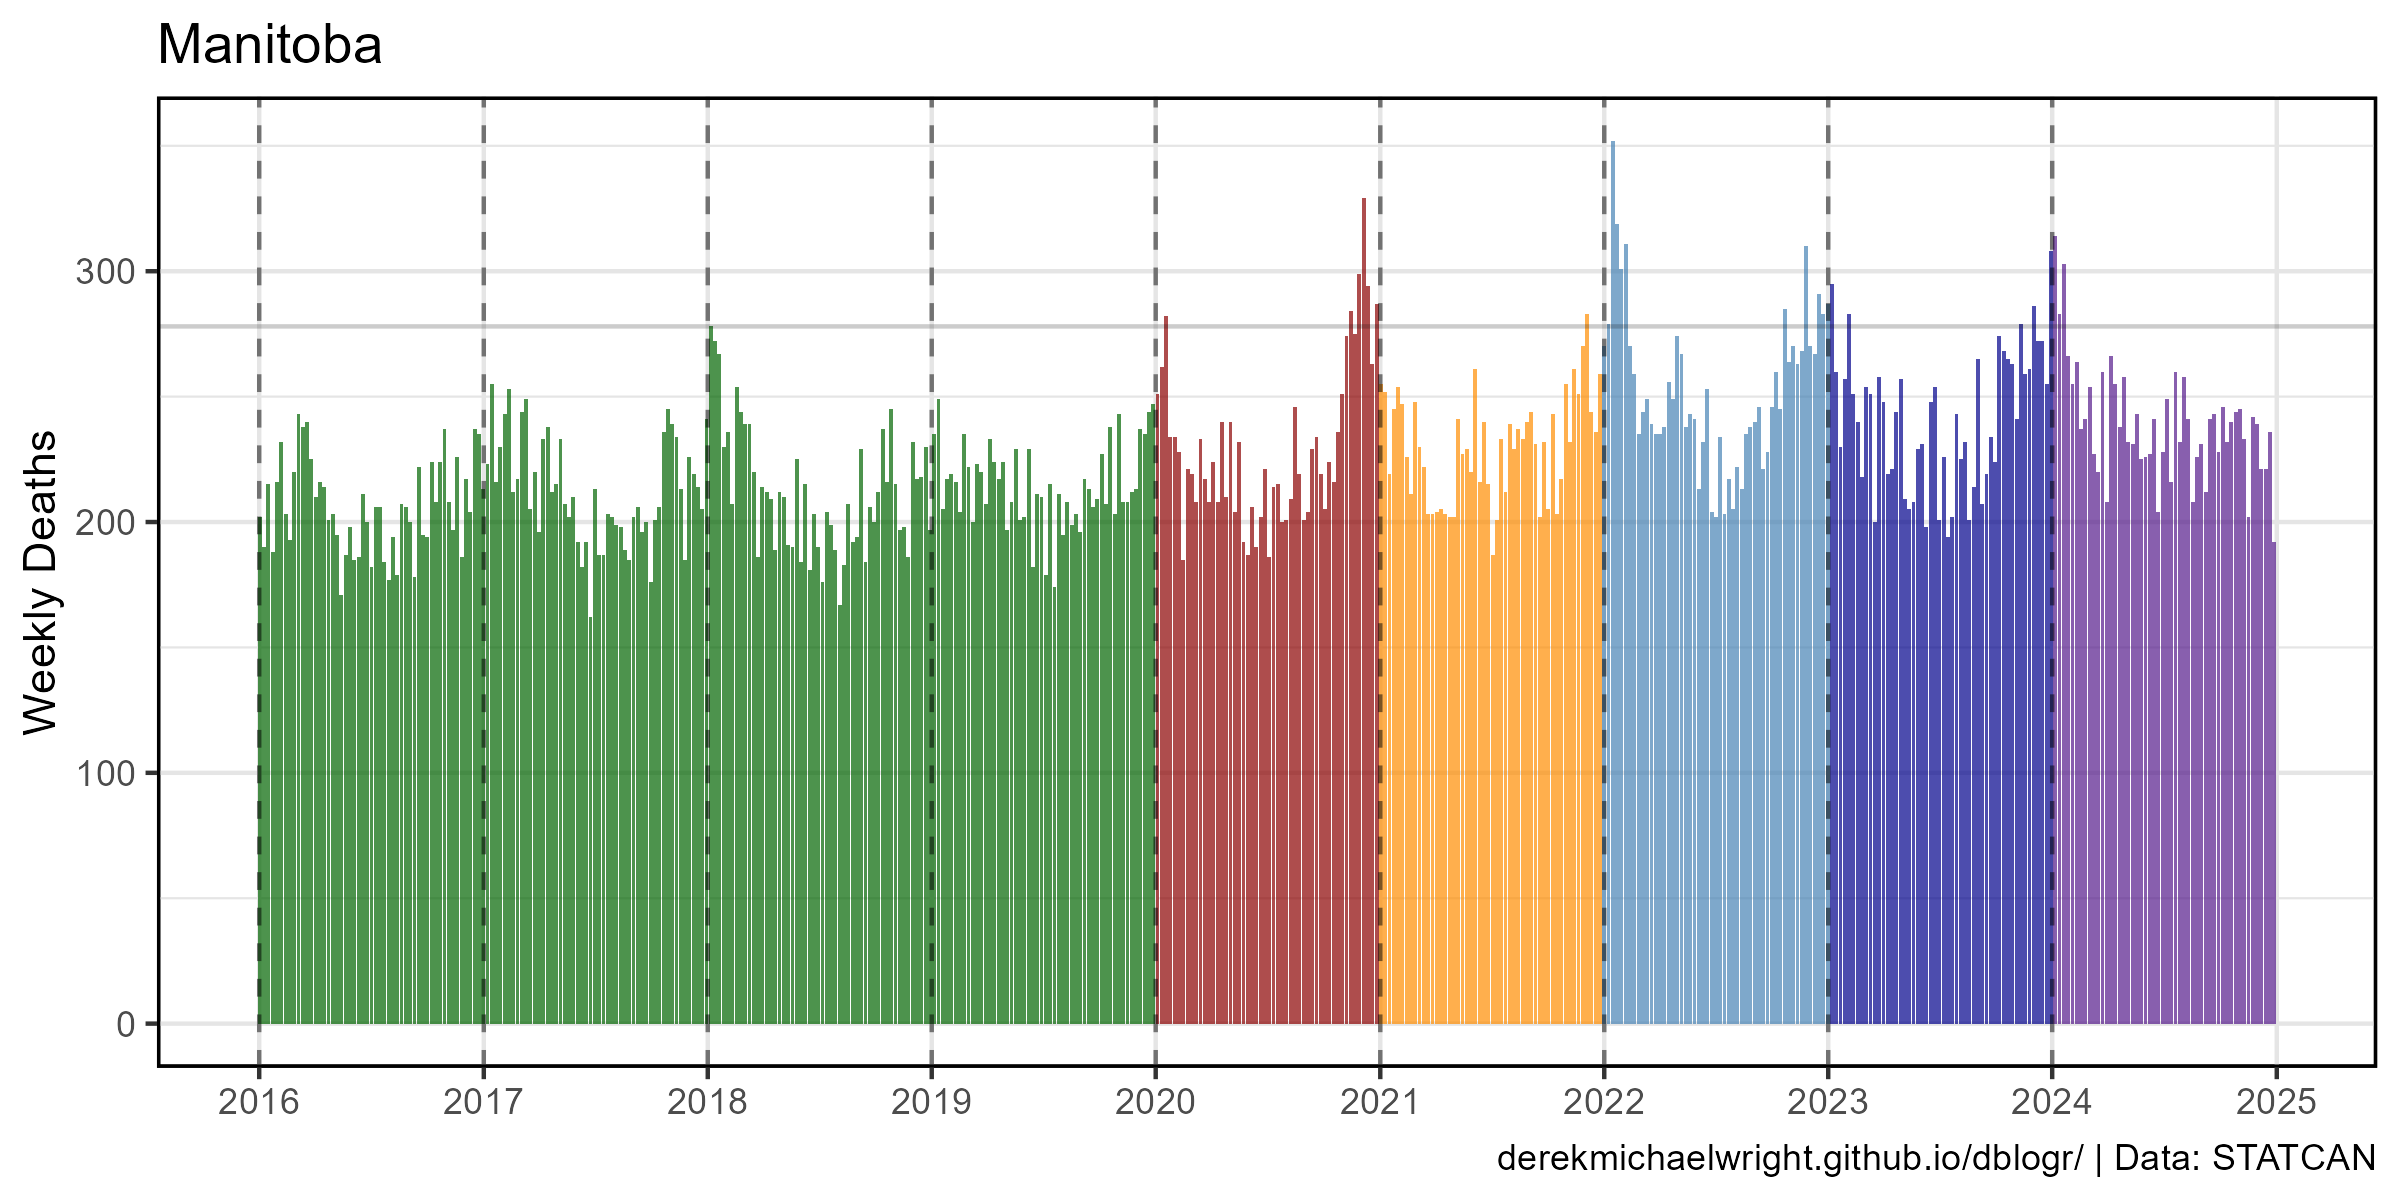 Manitoba
Weekly Deaths
300
200
100
0
2016 2017 2018 2019 2020 2021 2022 2023 2024 2025
derekmichaelwright.github.io/dblogr/ | Data: STATCAN